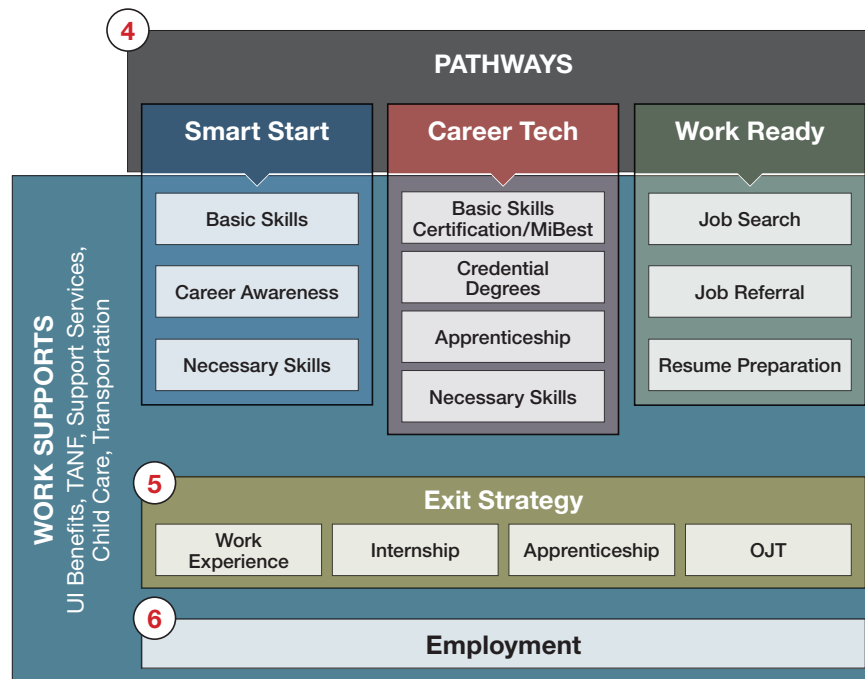 4
PATHWAYS
Smart Start
Career Tech
Work Ready
Basic Skills
Career Awareness
Necessary Skills
Basic Skills
Certification/MiBest
Credential
Degrees
Apprenticeship
Necessary Skills
Job Search
Job Referral
Resume Preparation
WORK SUPPORTS
UI Benefits, TANF, Support Services,
Child Care, Transportation
5
Exit Strategy
Work
Experience
Internship
Apprenticeship
OJT
6
Employment